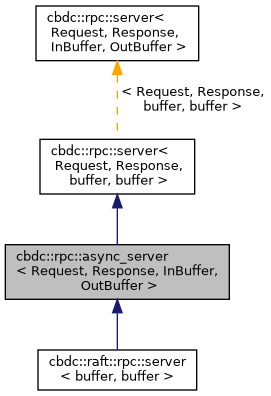 cbdc::rpc::server<
Request, Response,
InBuffer, OutBuffer >
< Request, Response,
buffer, buffer >
cbdc::rpc::server<
Request, Response,
buffer, buffer >
cbdc::rpc::async_server
< Request, Response, InBuffer,
OutBuffer >
cbdc::raft::rpc::server
< buffer, buffer >